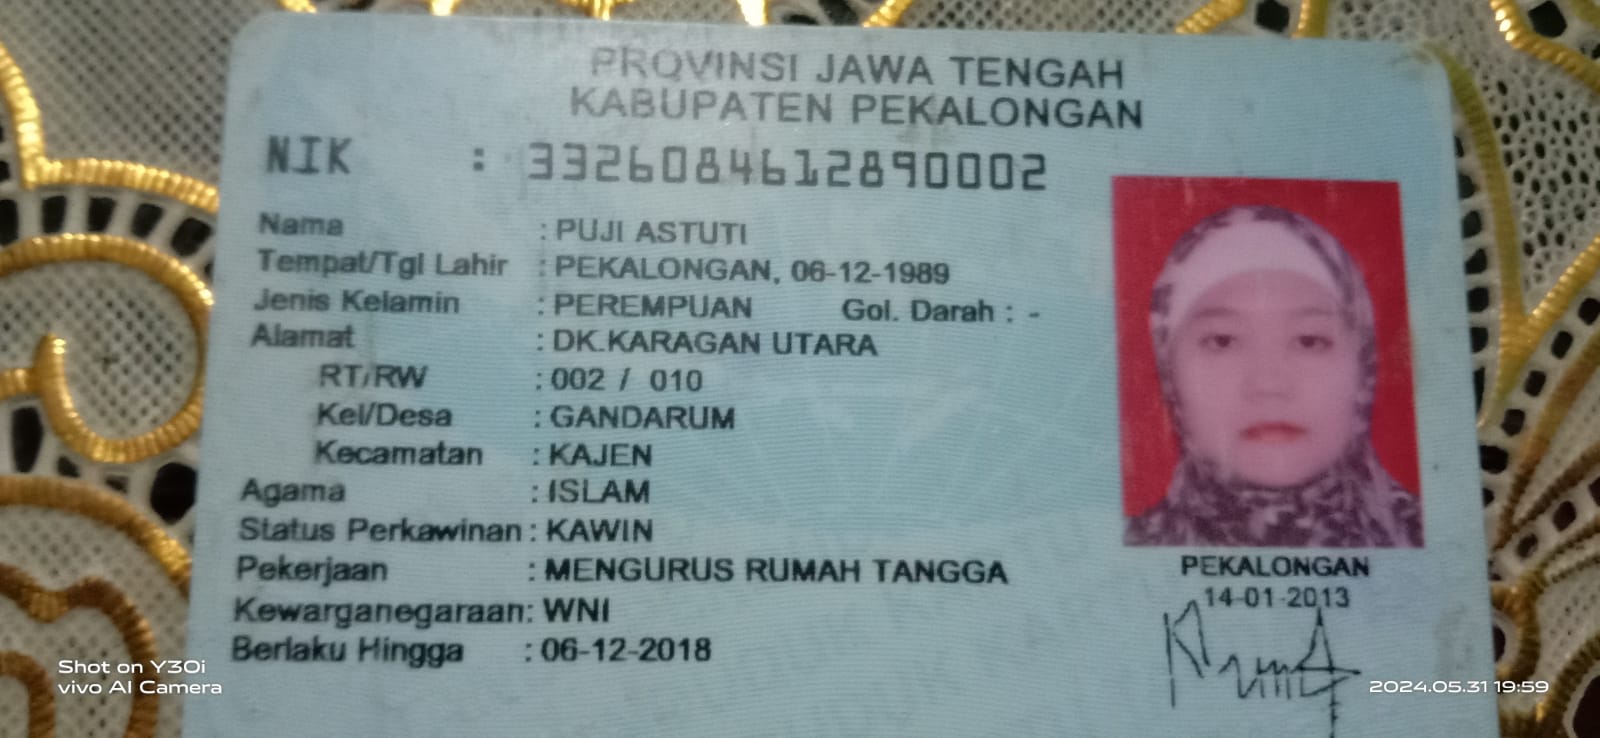 PROVINSI JAWA TENGAH
KABUPATEN PEKALONGAN
NIK : 3326084612890002
Nama : PUJI ASTUTI
Tempat/Tgl Lahir : PEKALONGAN, 06-12-1989
Jenis Kelamin : PEREMPUAN Gol. Darah : -
Alamat : DK.KARAGAN UTARA
RT/RW : 002 / 010
Kel/Desa : GANDARUM
Kecamatan : KAJEN
Agama : ISLAM
Status Perkawinan : KAWIN
Pekerjaan : MENGURUS RUMAH TANGGA
Kewarganegaraan: WNI
Berlaku Hingga : 06-12-2018
PEKALONGAN
14-01-2013
Shot on Y30i
vivo AI Camera
2024.05.31 19:59